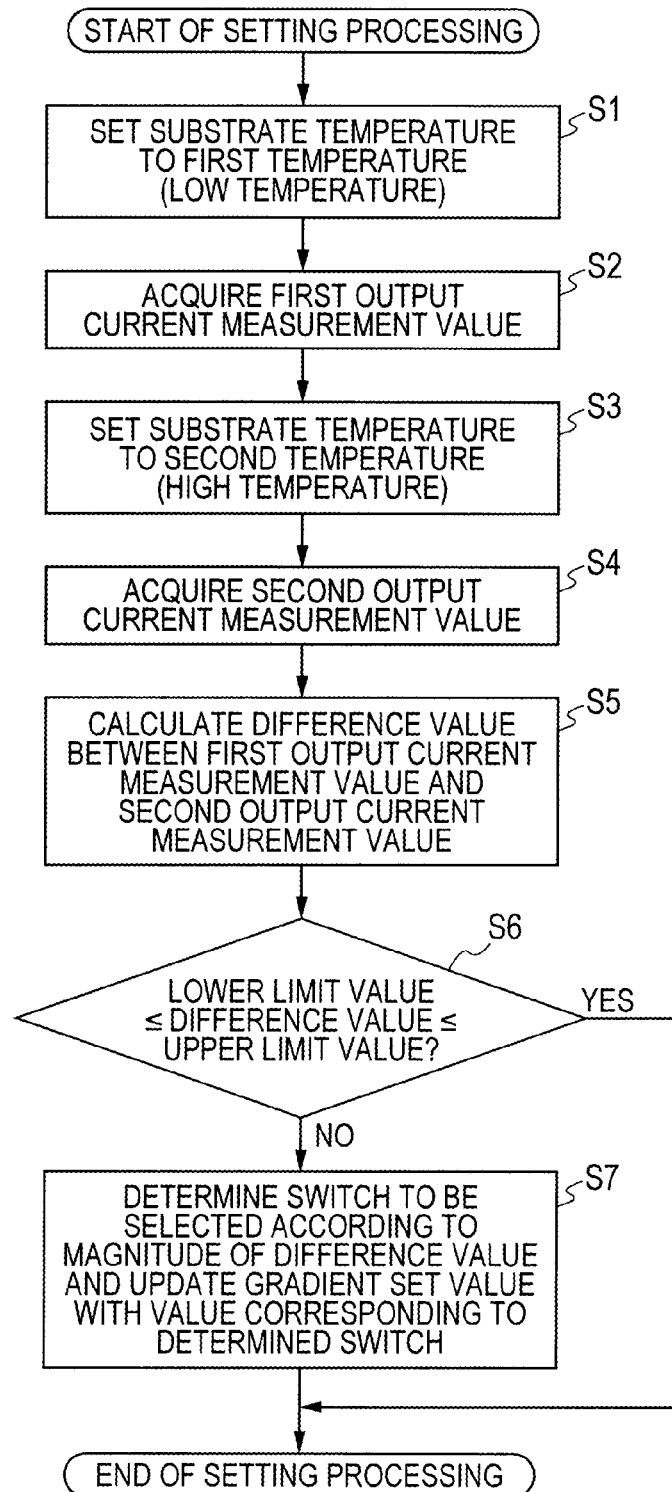 START OF SETTING PROCESSING
S1
SET SUBSTRATE TEMPERATURE
TO FIRST TEMPERATURE
(LOW TEMPERATURE)
S2
ACQUIRE FIRST OUTPUT
CURRENT MEASUREMENT VALUE
S3
SET SUBSTRATE TEMPERATURE
TO SECOND TEMPERATURE
(HIGH TEMPERATURE)
S4
ACQUIRE SECOND OUTPUT
CURRENT MEASUREMENT VALUE
S5
CALCULATE DIFFERENCE VALUE
BETWEEN FIRST OUTPUT CURRENT
MEASUREMENT VALUE AND
SECOND OUTPUT CURRENT
MEASUREMENT VALUE
S6
LOWER LIMIT VALUE
≤ DIFFERENCE VALUE ≤
UPPER LIMIT VALUE?
YES
NO
S7
DETERMINE SWITCH TO BE
SELECTED ACCORDING TO
MAGNITUDE OF DIFFERENCE VALUE
AND UPDATE GRADIENT SET VALUE
WITH VALUE CORRESPONDING TO
DETERMINED SWITCH
END OF SETTING PROCESSING